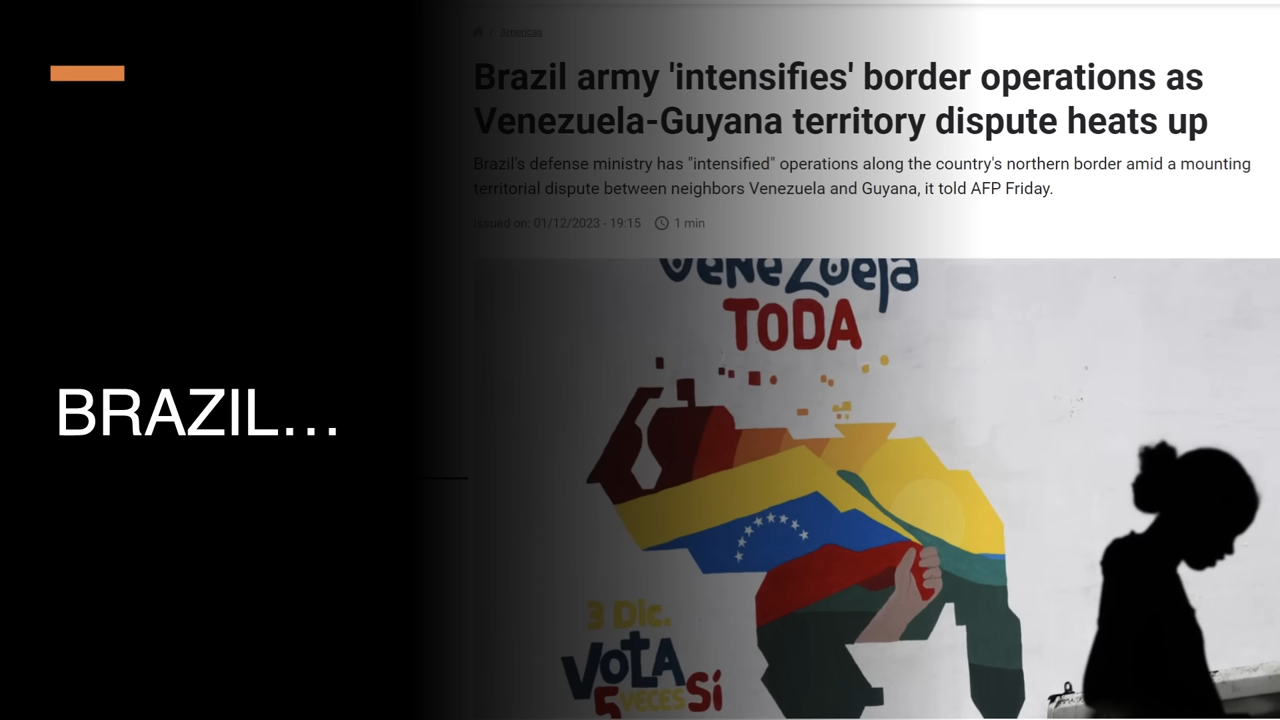 / Americas
Brazil army 'intensifies' border operations as
Venezuela-Guyana territory dispute heats up
Brazil's defense ministry has "intensified" operations along the country's northern border amid a mounting
territorial dispute between neighbors Venezuela and Guyana, it told AFP Friday.
Issued on: 01/12/2023 - 19:15 1 min
BRAZIL…
VeNeZueja
TODA
3 DIc.
VoTA
5 VECES Sí